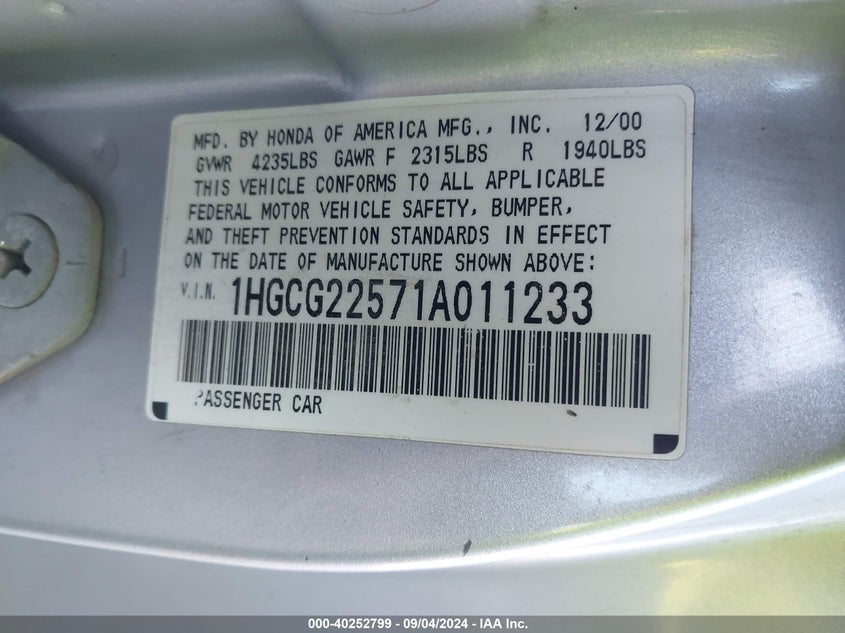 MFD. BY HONDA OF AMERICA MFG., INC. 12/00
GVWR 4235LBS GAWR F 2315LBS R 1940LBS
THIS VEHICLE CONFORMS TO ALL APPLICABLE
FEDERAL MOTOR VEHICLE SAFETY, BUMPER,
AND THEFT PREVENTION STANDARDS IN EFFECT
ON THE DATE OF MANUFACTURE SHOWN ABOVE:
V.I.N. 1HGCG22571A011233
PASSENGER CAR
000-40252799 - 09/04/2024 - IAA Inc.